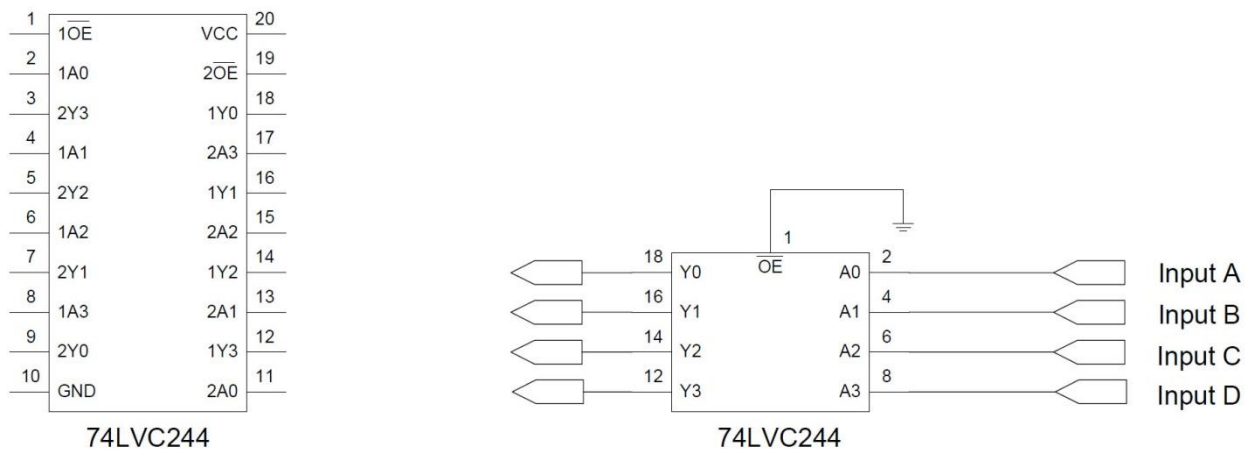 1 1O̅E̅ VCC 20
2 1A0 2O̅E̅ 19
3 2Y3 1Y0 18
4 1A1 2A3 17
5 2Y2 1Y1 16
6 1A2 2A2 15
7 2Y1 1Y2 14
8 1A3 2A1 13
9 2Y0 1Y3 12
10 GND 2A0 11
74LVC244
1
O̅E̅
18 Y0 A0 2 Input A
16 Y1 A1 4 Input B
14 Y2 A2 6 Input C
12 Y3 A3 8 Input D
74LVC244